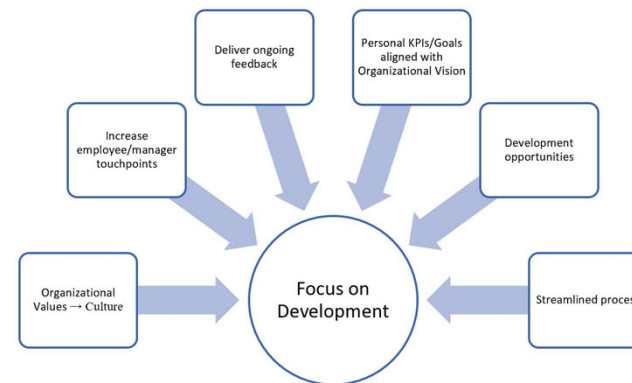 Deliver ongoing
feedback
Personal KPIs/Goals
aligned with
Organizational Vision
Increase
employee/manager
touchpoints
Development
opportunities
Organizational
Values → Culture
Focus on
Development
Streamlined